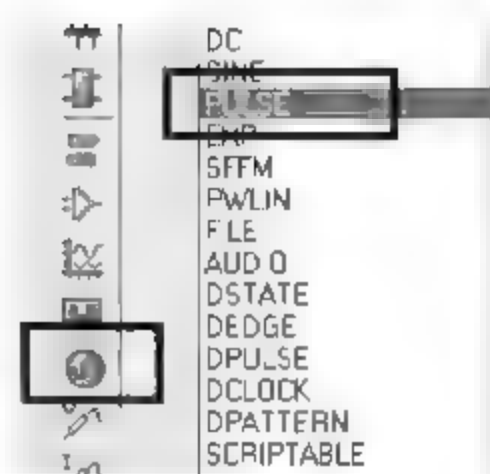 DC
SINE
PULSE
EXP
SFFM
PWLIN
FILE
AUDIO
DSTATE
DEDGE
DPULSE
DCLOCK
DPATTERN
SCRIPTABLE